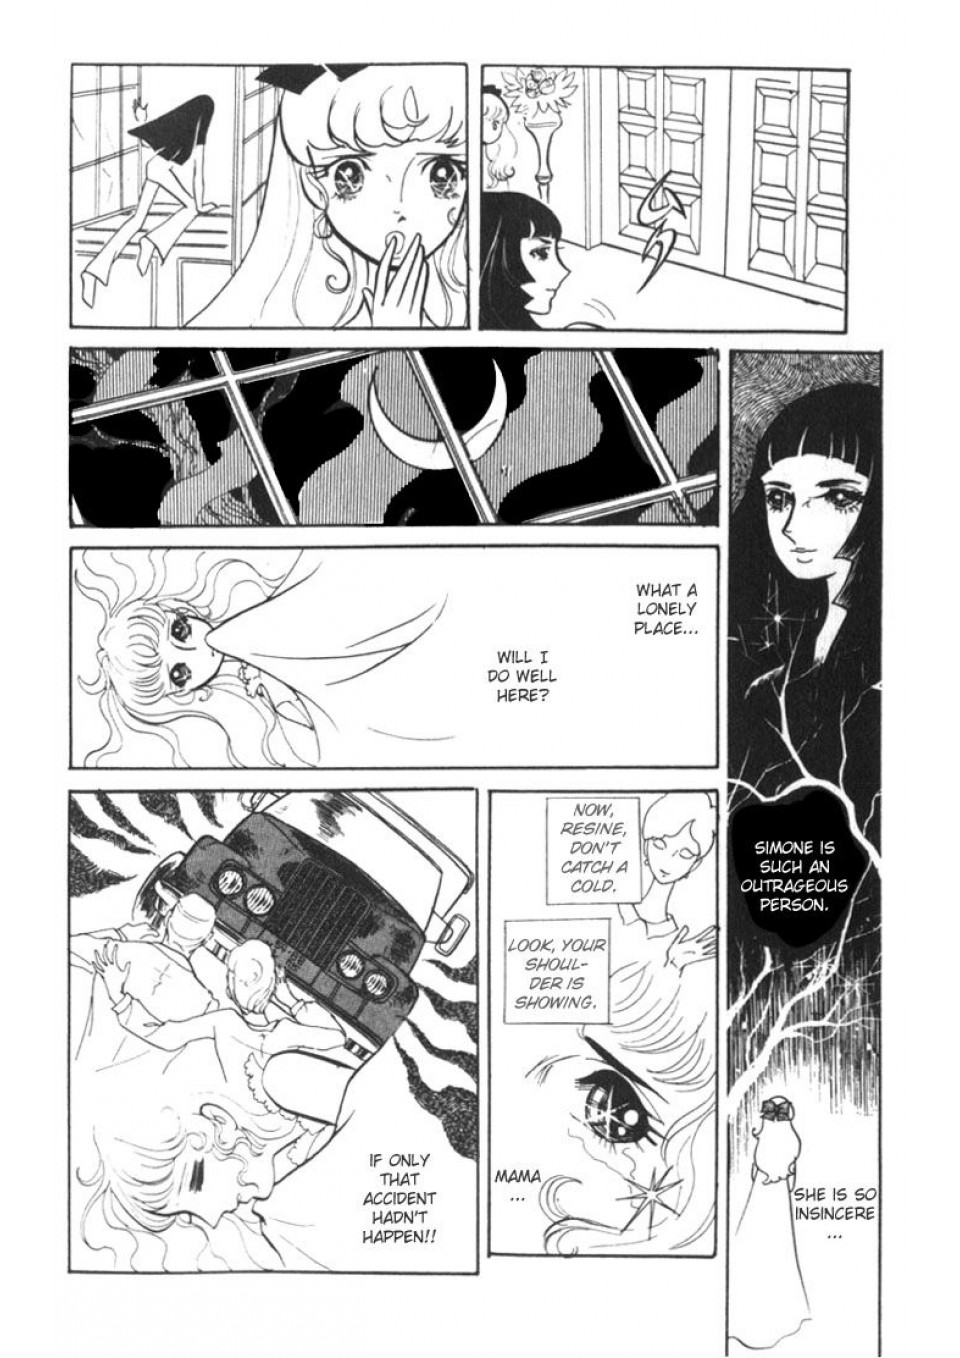 SIMONE IS
SUCH AN
OUTRAGEOUS
PERSON.
SHE IS SO
INSINCERE
...
WHAT A
LONELY
PLACE...
WILL I
DO WELL
HERE?
NOW,
RESINE,
DON'T
CATCH A
COLD.
LOOK, YOUR
SHOUL-
DER IS
SHOWING.
MAMA
...
IF ONLY
THAT
ACCIDENT
HADN'T
HAPPEN!!